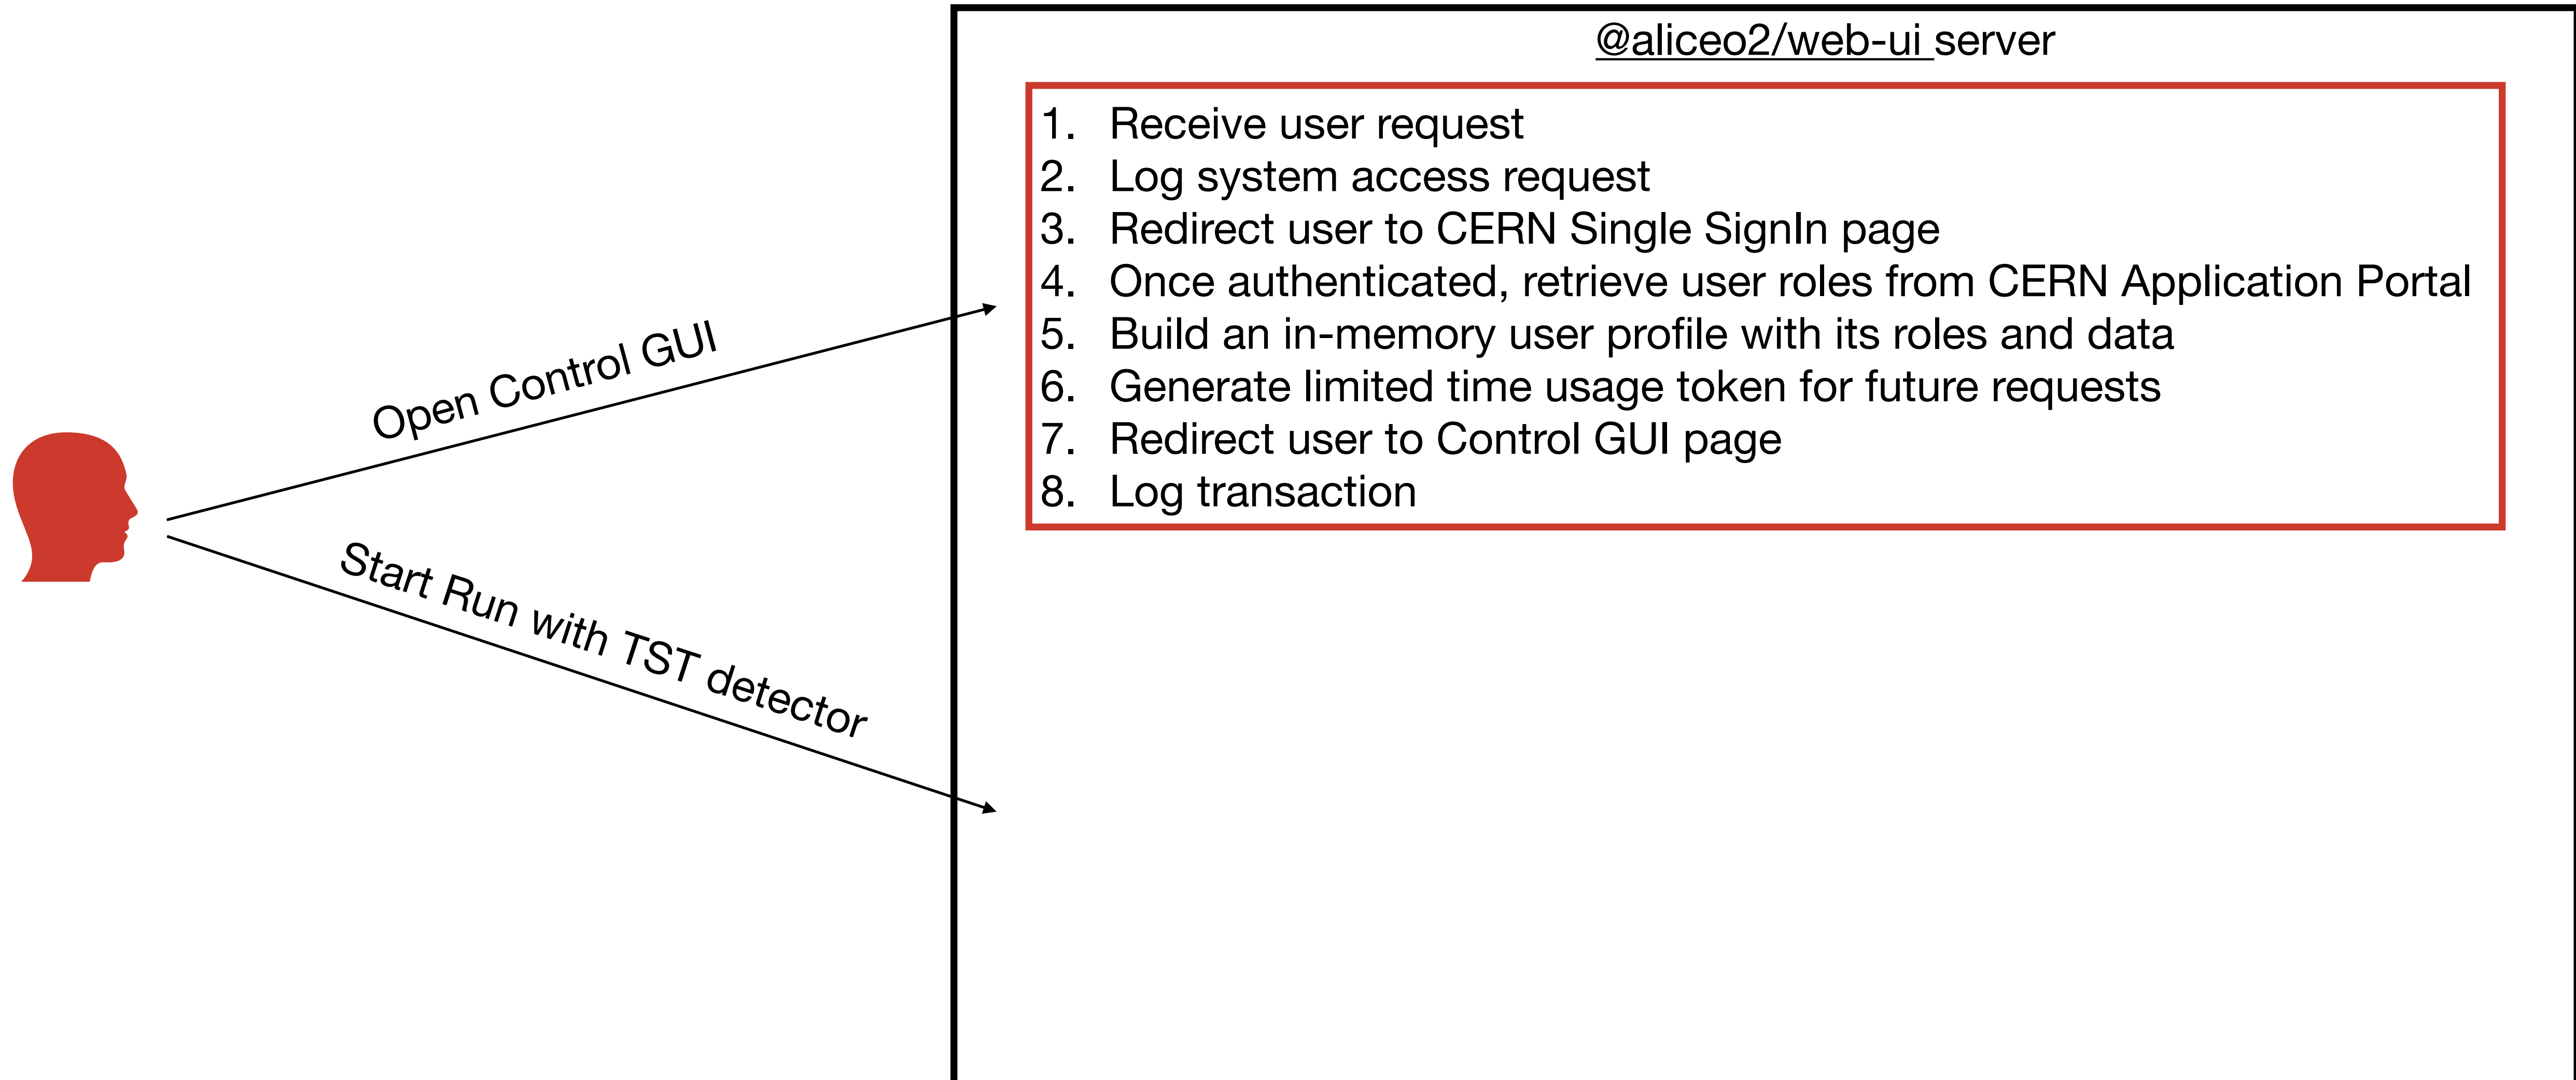 @aliceo2/web-ui server
1. Receive user request
2. Log system access request
3. Redirect user to CERN Single SignIn page
4. Once authenticated, retrieve user roles from CERN Application Portal
5. Build an in-memory user profile with its roles and data
6. Generate limited time usage token for future requests
7. Redirect user to Control GUI page
8. Log transaction
Open Control GUI
Start Run with TST detector